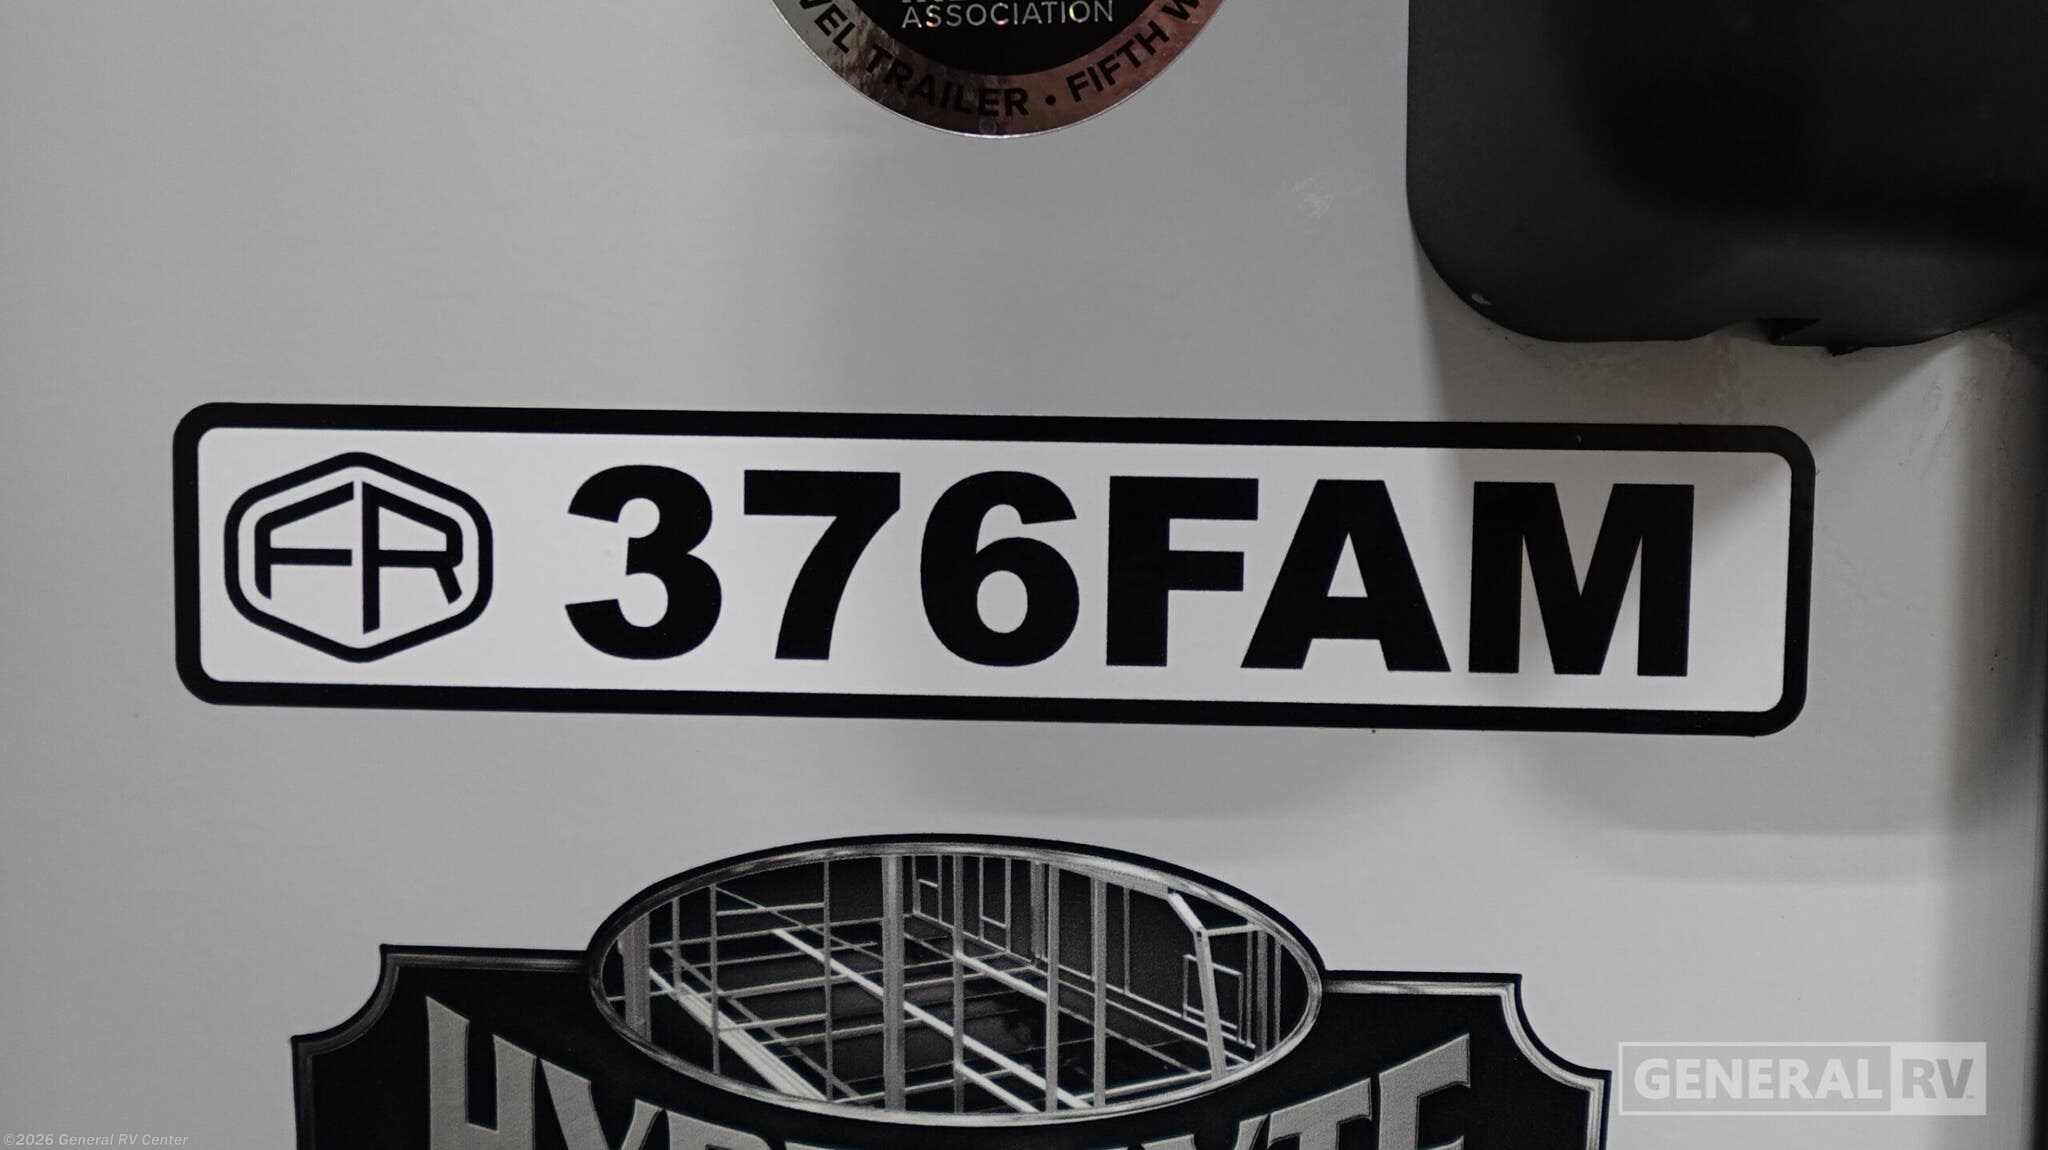 ASSOCIATION
TRAILER • FIFTH
FR 376FAM
GENERAL RV
©2026 General RV Center